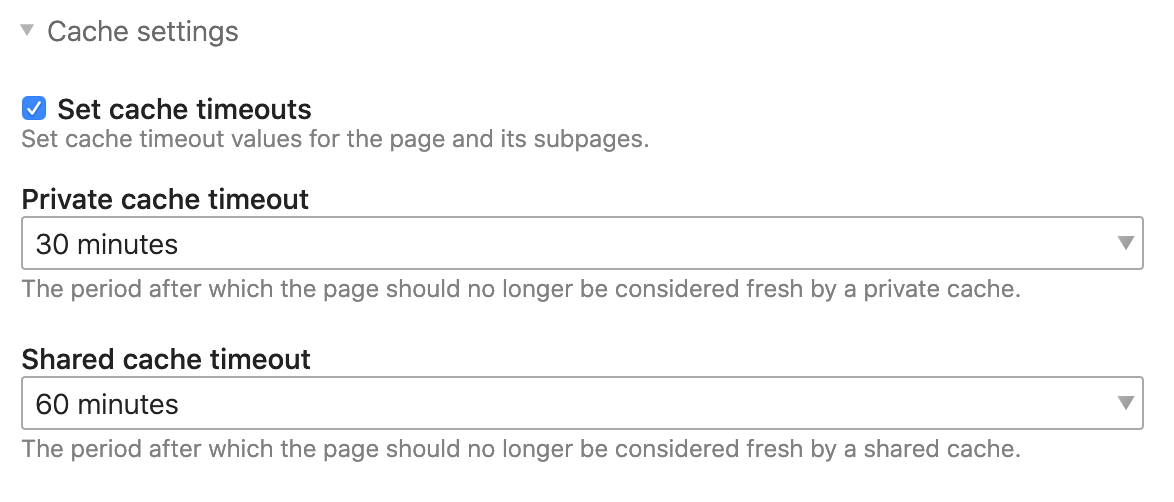 Cache settings
Set cache timeouts
Set cache timeout values for the page and its subpages.
Private cache timeout
30 minutes
The period after which the page should no longer be considered fresh by a private cache.
Shared cache timeout
60 minutes
The period after which the page should no longer be considered fresh by a shared cache.